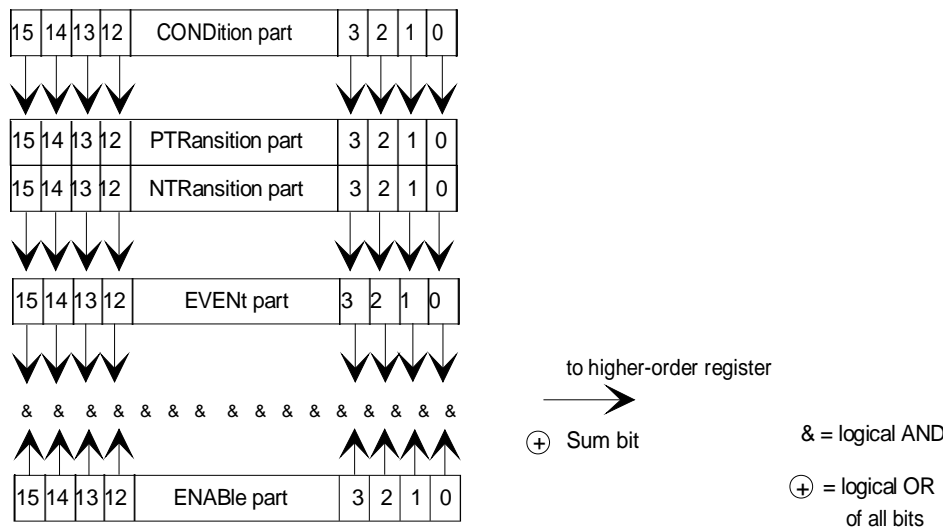 15 14 13 12 CONDition part 3 2 1 0
15 14 13 12 PTRansition part 3 2 1 0
15 14 13 12 NTRansition part 3 2 1 0
15 14 13 12 EVENt part 3 2 1 0
to higher-order register
& & & & & & & & & & & & & & & &
+ Sum bit
& = logical AND
15 14 13 12 ENABle part 3 2 1 0
+ = logical OR
of all bits